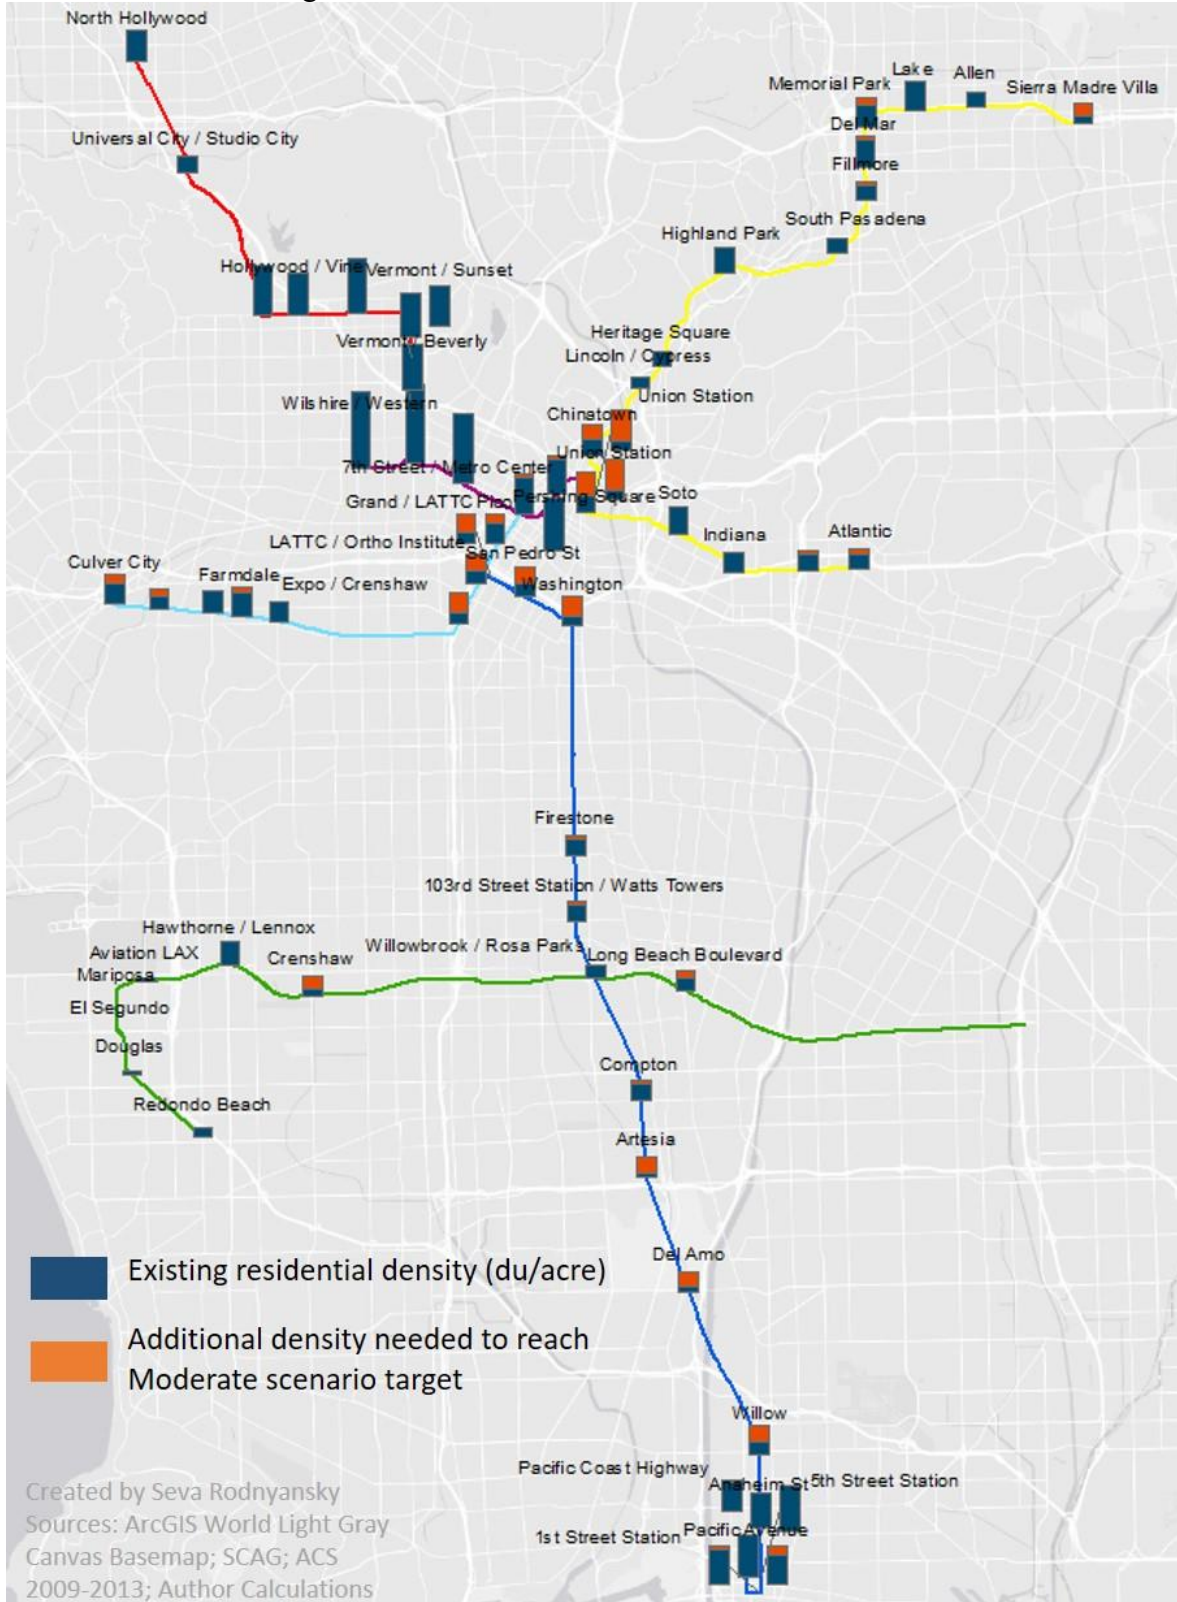 North Hollywood
Lake
Allen
Memorial Park
Sierra Madre Villa
Del Mar
Universal City / Studio City
Fillmore
South Pasadena
Highland Park
Hollywood / Vine
Vermont / Sunset
Heritage Square
Vermont / Beverly
Lincoln / Cypress
Union Station
Wilshire / Western
Chinatown
Union Station
7th Street / Metro Center
Soto
Grand / LATTC
Pico
Pershing Square
Indiana
Atlantic
LATTC / Ortho Institute
San Pedro St
Culver City
Farmdale
Expo / Crenshaw
Washington
Firestone
103rd Street Station / Watts Towers
Hawthorne / Lennox
Willowbrook / Rosa Parks
Aviation LAX
Crenshaw
Long Beach Boulevard
Mariposa
El Segundo
Douglas
Compton
Redondo Beach
Artesia
Del Amo
Existing residential density (du/acre)
Additional density needed to reach
Moderate scenario target
Willow
Pacific Coast Highway
Anaheim St
5th Street Station
1st Street Station
Pacific Avenue
Created by Seva Rodnyansky
Sources: ArcGIS World Light Gray
Canvas Basemap; SCAG; ACS
2009-2013; Author Calculations